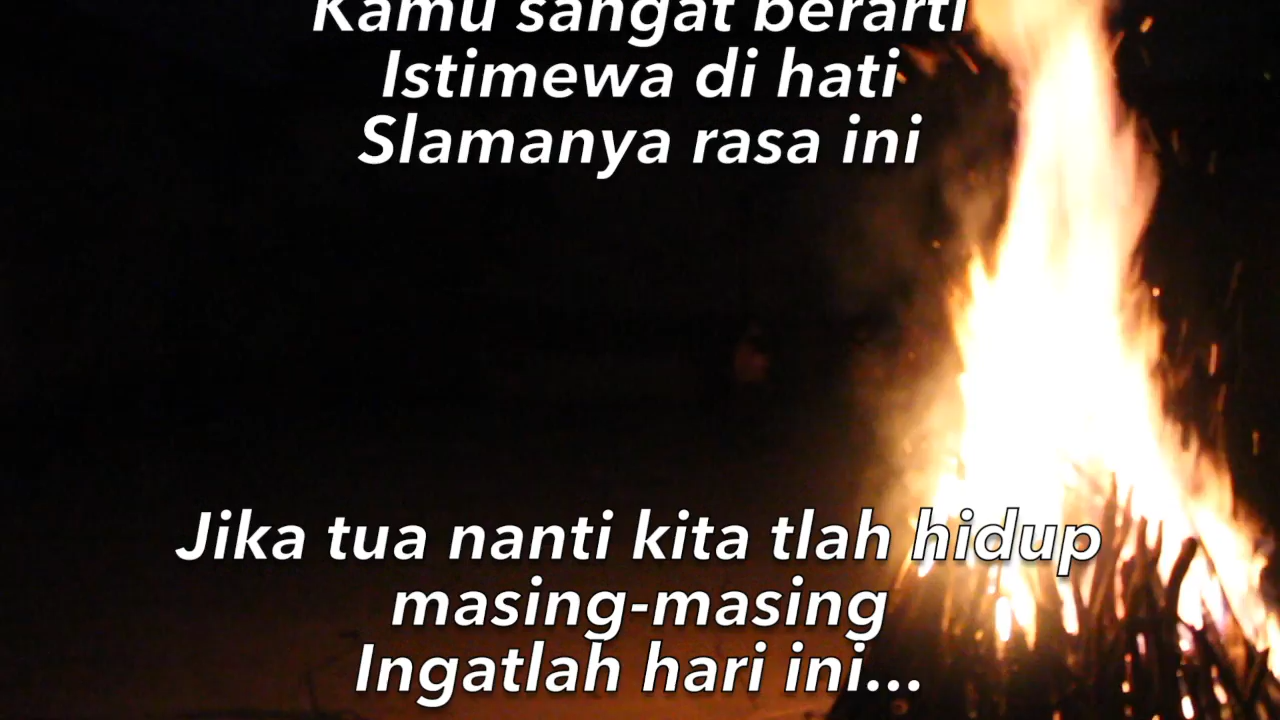 Kamu sangat berarti
Istimewa di hati
Slamanya rasa ini
Jika tua nanti kita tlah hidup
masing-masing
Ingatlah hari ini...